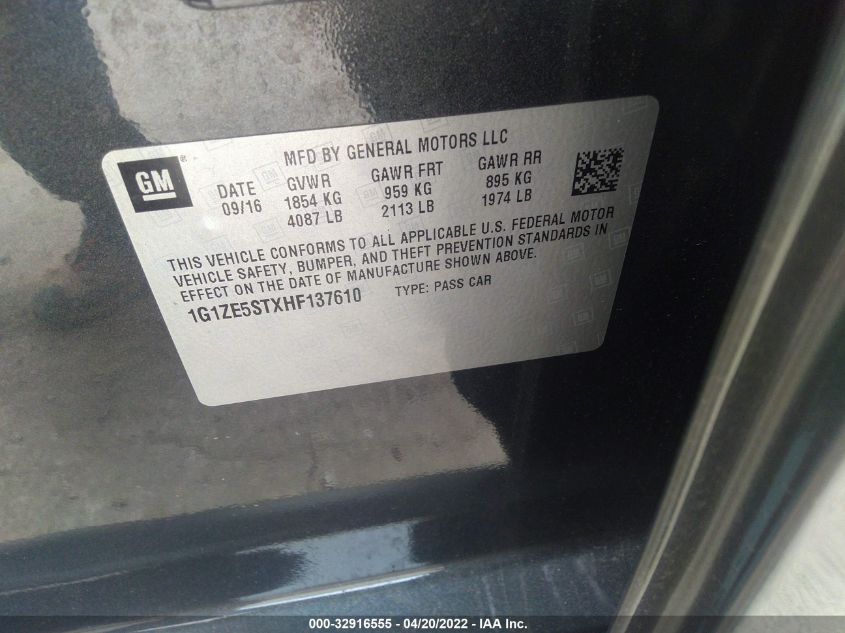 GM
MFD BY GENERAL MOTORS LLC
DATE GVWR GAWR FRT GAWR RR
09/16 1854 KG 959 KG 895 KG
4087 LB 2113 LB 1974 LB
THIS VEHICLE CONFORMS TO ALL APPLICABLE U.S. FEDERAL MOTOR
VEHICLE SAFETY, BUMPER, AND THEFT PREVENTION STANDARDS IN
EFFECT ON THE DATE OF MANUFACTURE SHOWN ABOVE.
1G1ZE5STXHF137610 TYPE: PASS CAR
000-32916555 - 04/20/2022 - IAA Inc.